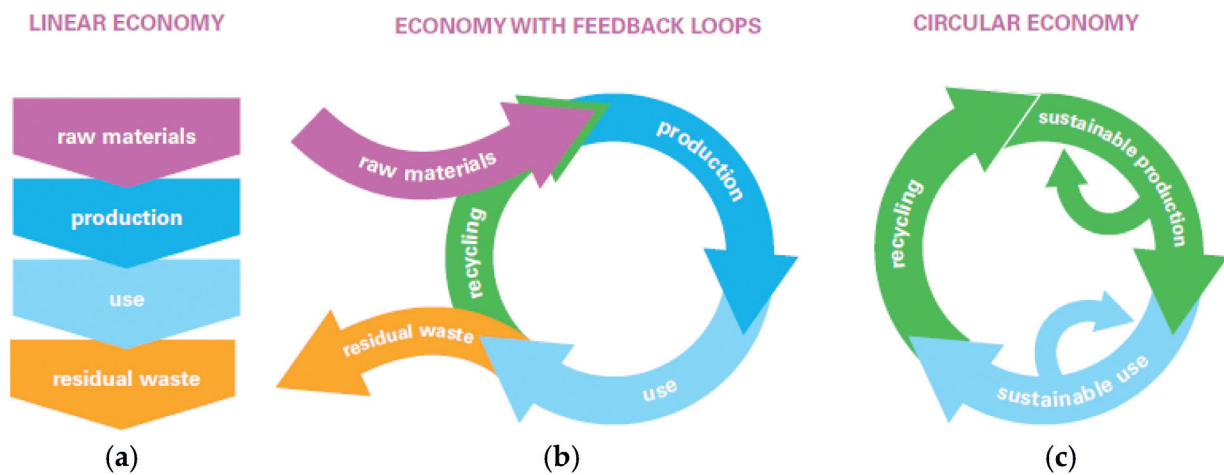 LINEAR ECONOMY
raw materials
production
use
residual waste
(a)
ECONOMY WITH FEEDBACK LOOPS
raw materials
production
recycling
residual waste
use
(b)
CIRCULAR ECONOMY
sustainable production
recycling
sustainable use
(c)